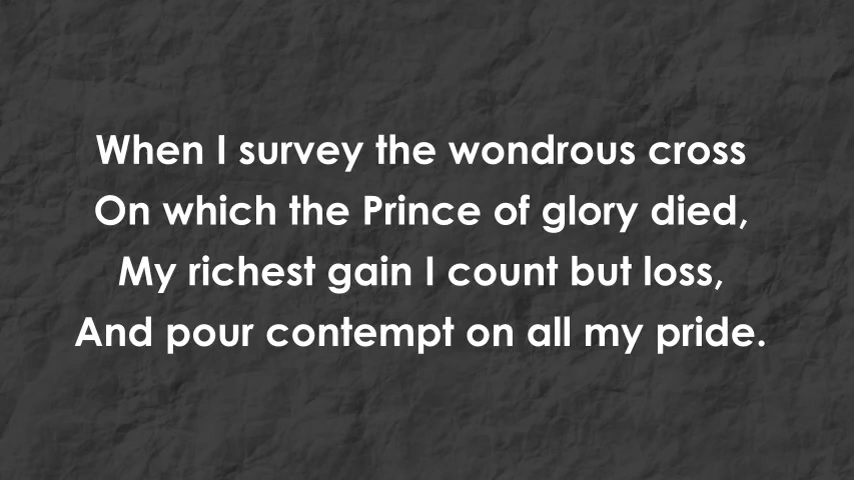 When I survey the wondrous cross
On which the Prince of glory died,
My richest gain I count but loss,
And pour contempt on all my pride.